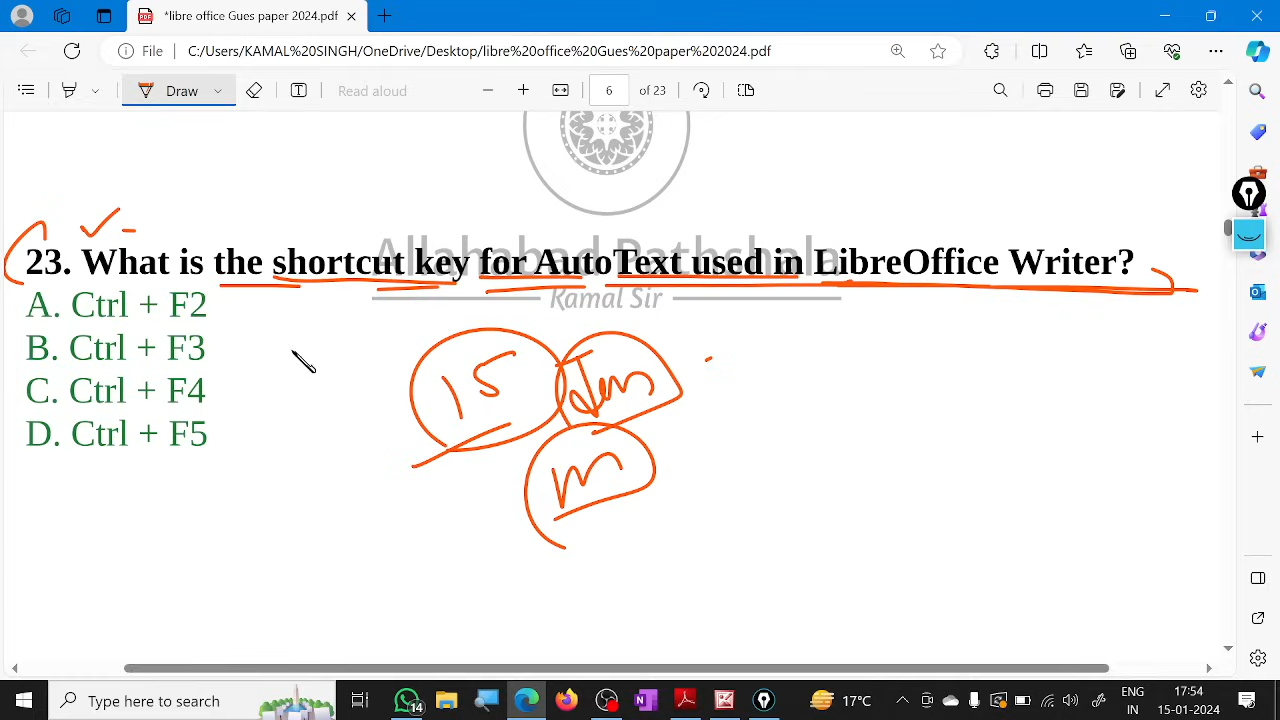 *libre office Gues paper 2024.pdf
File C:/Users/KAMAL%20SINGH/OneDrive/Desktop/libre%20office%20Gues%20paper%202024.pdf
Draw Read aloud 6 of 23
Allahabad Pathshala
Kamal Sir
23. What is the shortcut key for AutoText used in LibreOffice Writer?
A. Ctrl + F2
B. Ctrl + F3
C. Ctrl + F4
D. Ctrl + F5
15
m
Type here to search 14 17°C ENG 17:54
IN 15-01-2024